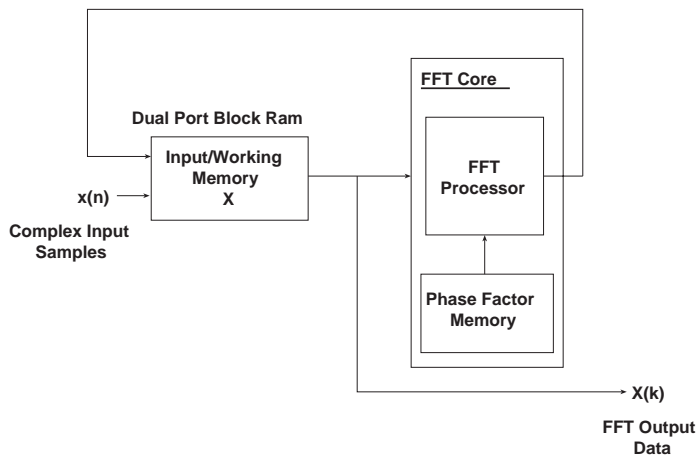 FFT Core
Dual Port Block Ram
Input/Working
Memory
X
FFT
Processor
x(n)
Complex Input
Samples
Phase Factor
Memory
X(k)
FFT Output
Data